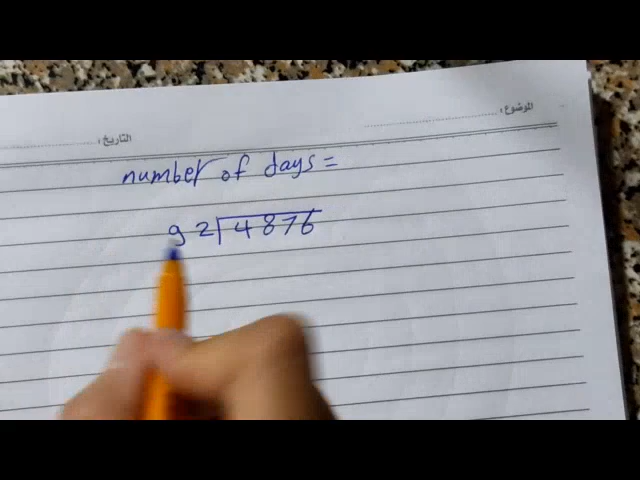 الموضوع : ............................
التاريخ : ............................
number of days =
92⟌4876